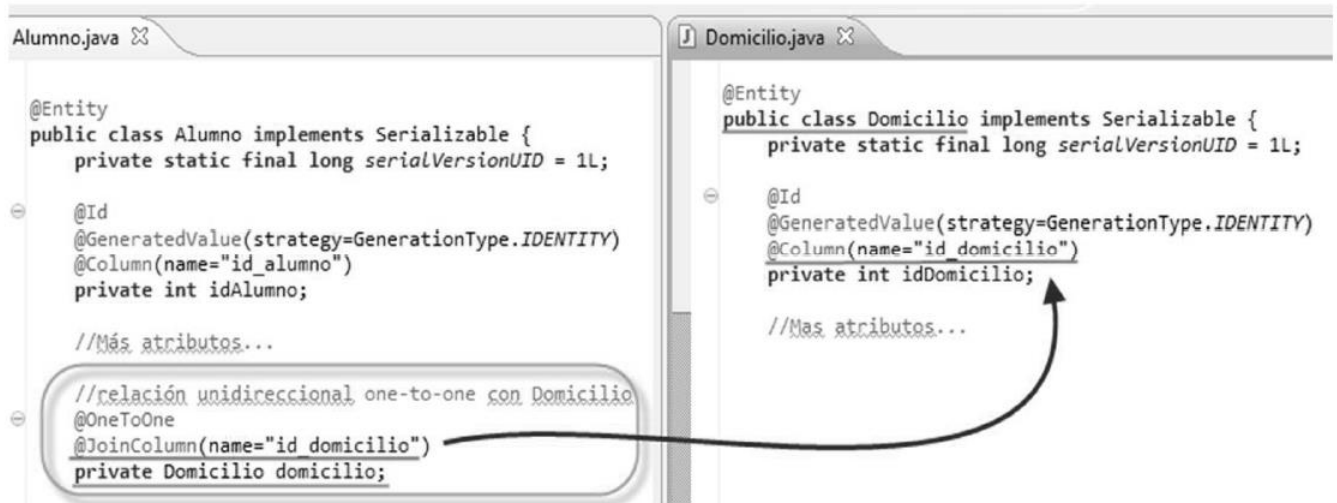 Alumno.java
@Entity
public class Alumno implements Serializable {
private static final long serialVersionUID = 1L;
@Id
@GeneratedValue(strategy=GenerationType.IDENTITY)
@Column(name="id_alumno")
private int idAlumno;
//Más atributos...
//relación unidireccional one-to-one con Domicilio
@OneToOne
@JoinColumn(name="id_domicilio")
private Domicilio domicilio;
J Domicilio.java
@Entity
public class Domicilio implements Serializable {
private static final long serialVersionUID = 1L;
@Id
@GeneratedValue(strategy=GenerationType.IDENTITY)
@Column(name="id_domicilio")
private int idDomicilio;
//Mas atributos...